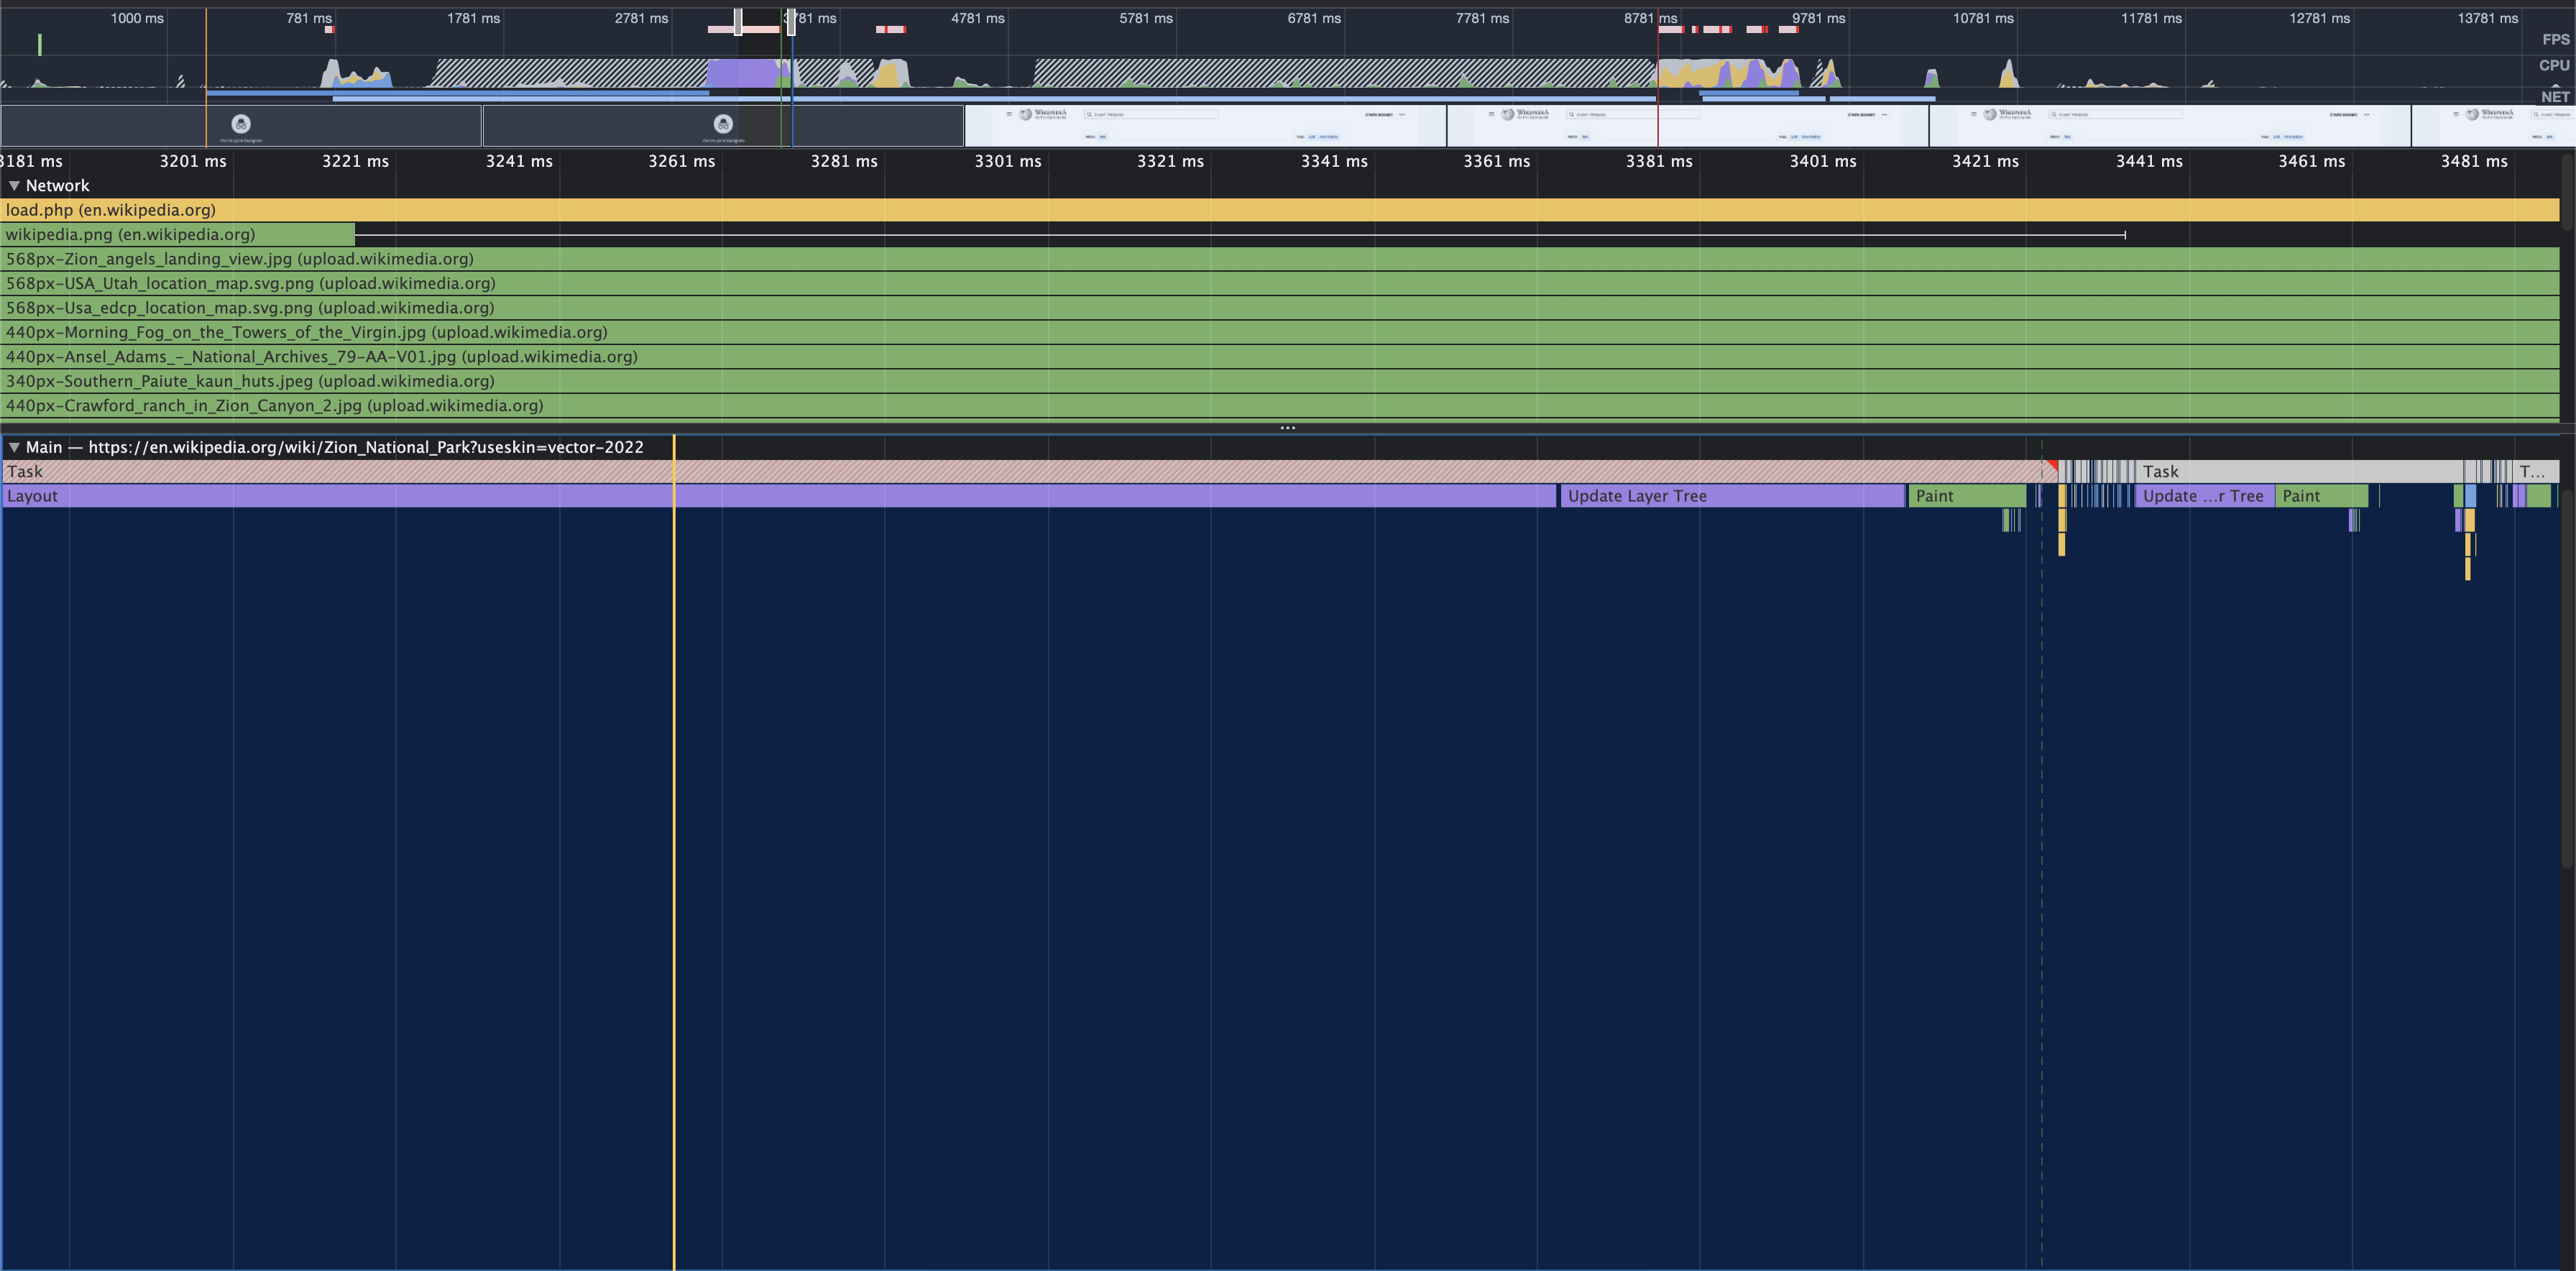 1000 ms 781 ms 1781 ms 2781 ms 3781 ms 4781 ms 5781 ms 6781 ms 7781 ms 8781 ms 9781 ms 10781 ms 11781 ms 12781 ms 13781 ms
FPS
CPU
NET
3181 ms 3201 ms 3221 ms 3241 ms 3261 ms 3281 ms 3301 ms 3321 ms 3341 ms 3361 ms 3381 ms 3401 ms 3421 ms 3441 ms 3461 ms 3481 ms
Network
load.php (en.wikipedia.org)
wikipedia.png (en.wikipedia.org)
568px-Zion_angels_landing_view.jpg (upload.wikimedia.org)
568px-USA_Utah_location_map.svg.png (upload.wikimedia.org)
568px-Usa_edcp_location_map.svg.png (upload.wikimedia.org)
440px-Morning_Fog_on_the_Towers_of_the_Virgin.jpg (upload.wikimedia.org)
440px-Ansel_Adams_-_National_Archives_79-AA-V01.jpg (upload.wikimedia.org)
340px-Southern_Paiute_kaun_huts.jpeg (upload.wikimedia.org)
440px-Crawford_ranch_in_Zion_Canyon_2.jpg (upload.wikimedia.org)
Main — https://en.wikipedia.org/wiki/Zion_National_Park?useskin=vector-2022
Task Task T...
Layout Update Layer Tree Paint Update ...r Tree Paint